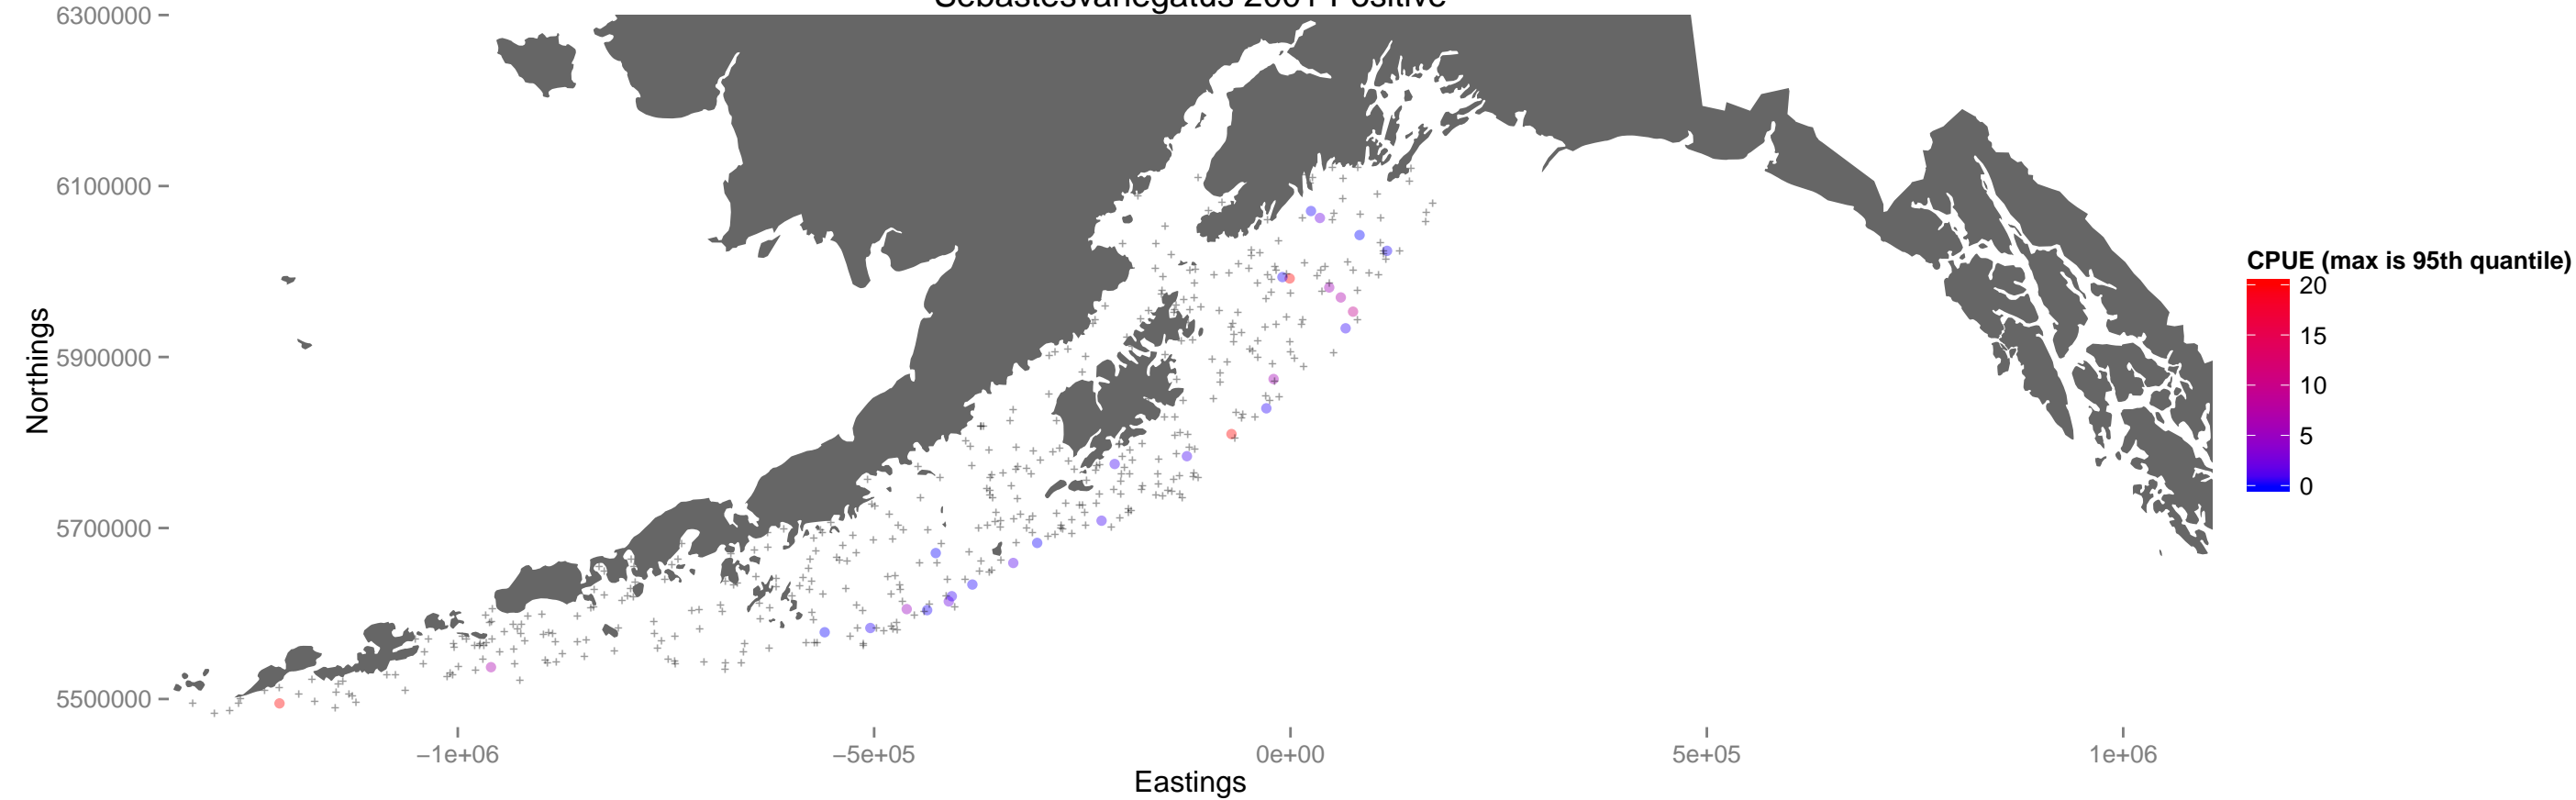 Sebastesvariegatus 2001 Positive
6300000
6100000
5900000
5700000
5500000
Northings
−1e+06
−5e+05
0e+00
5e+05
1e+06
Eastings
CPUE (max is 95th quantile)
20
15
10
5
0